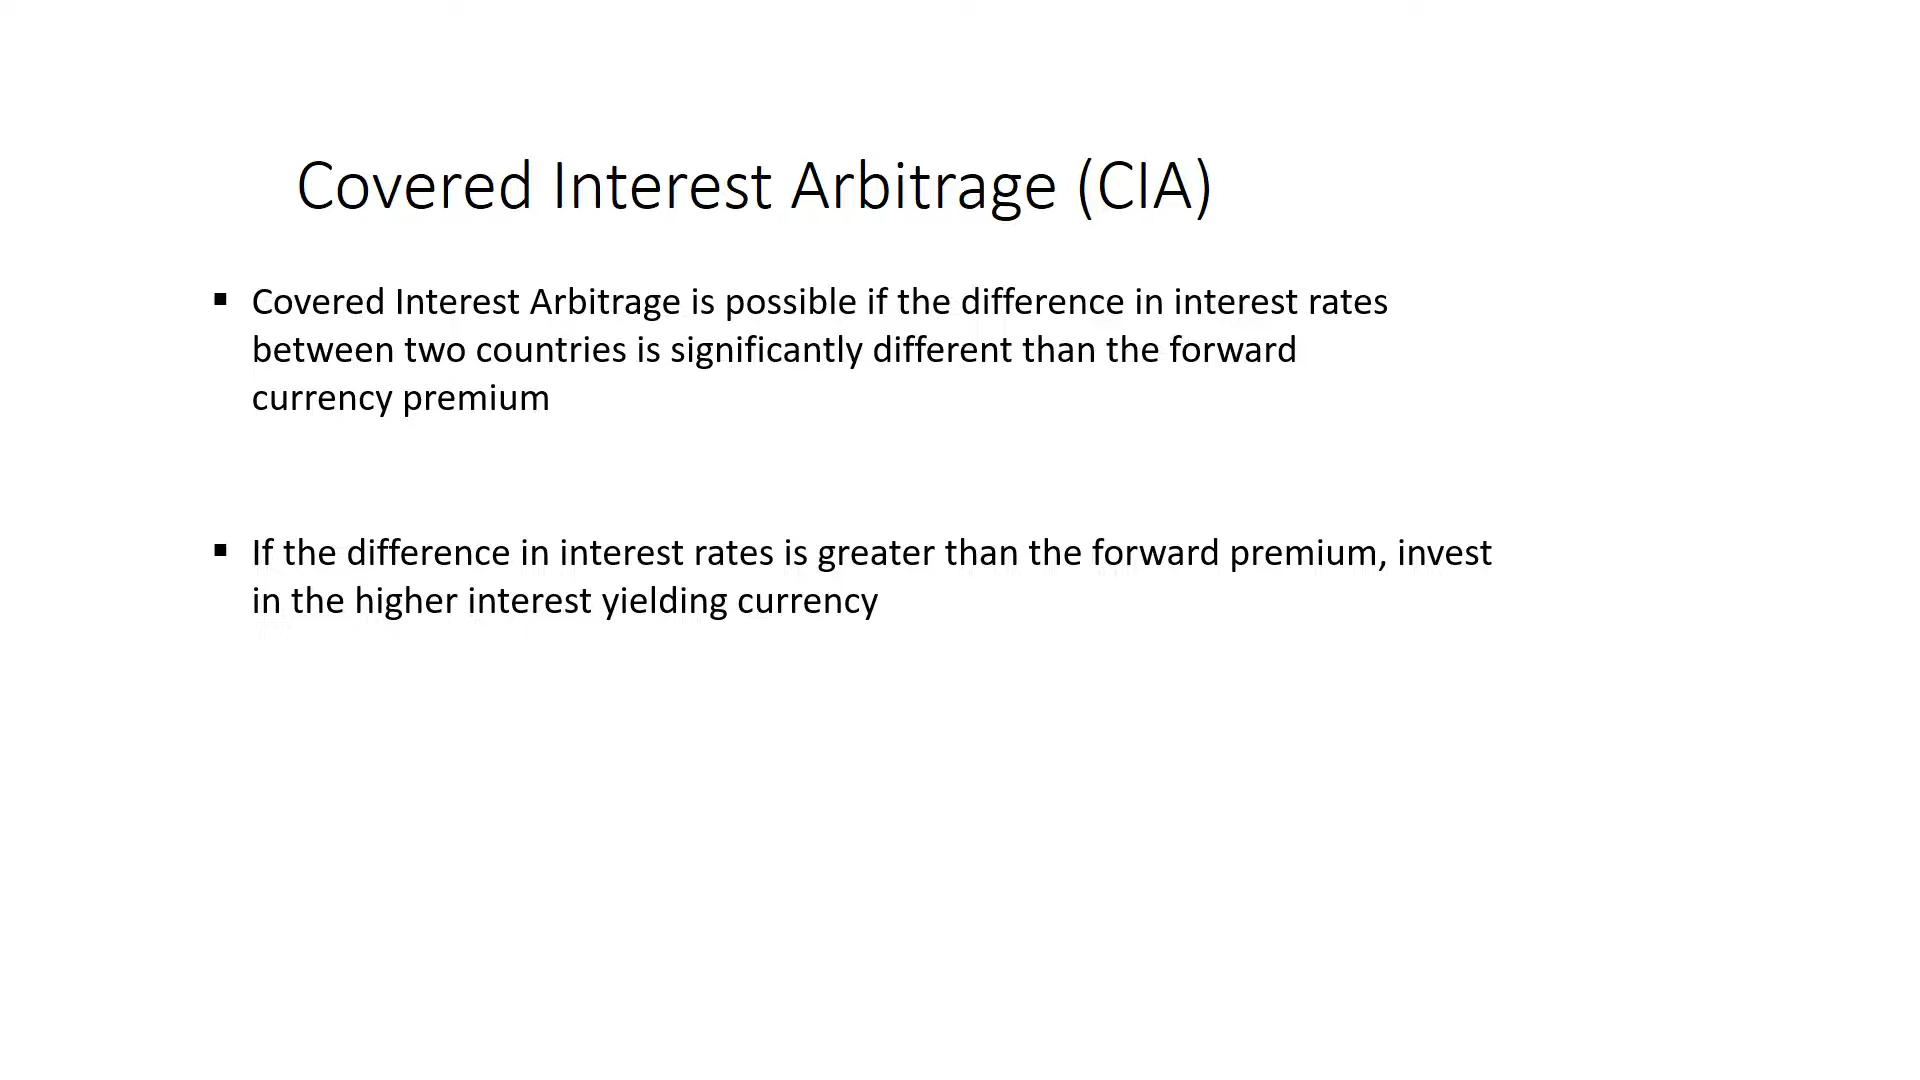 Covered Interest Arbitrage (CIA)
▪ Covered Interest Arbitrage is possible if the difference in interest rates
between two countries is significantly different than the forward
currency premium
▪ If the difference in interest rates is greater than the forward premium, invest
in the higher interest yielding currency